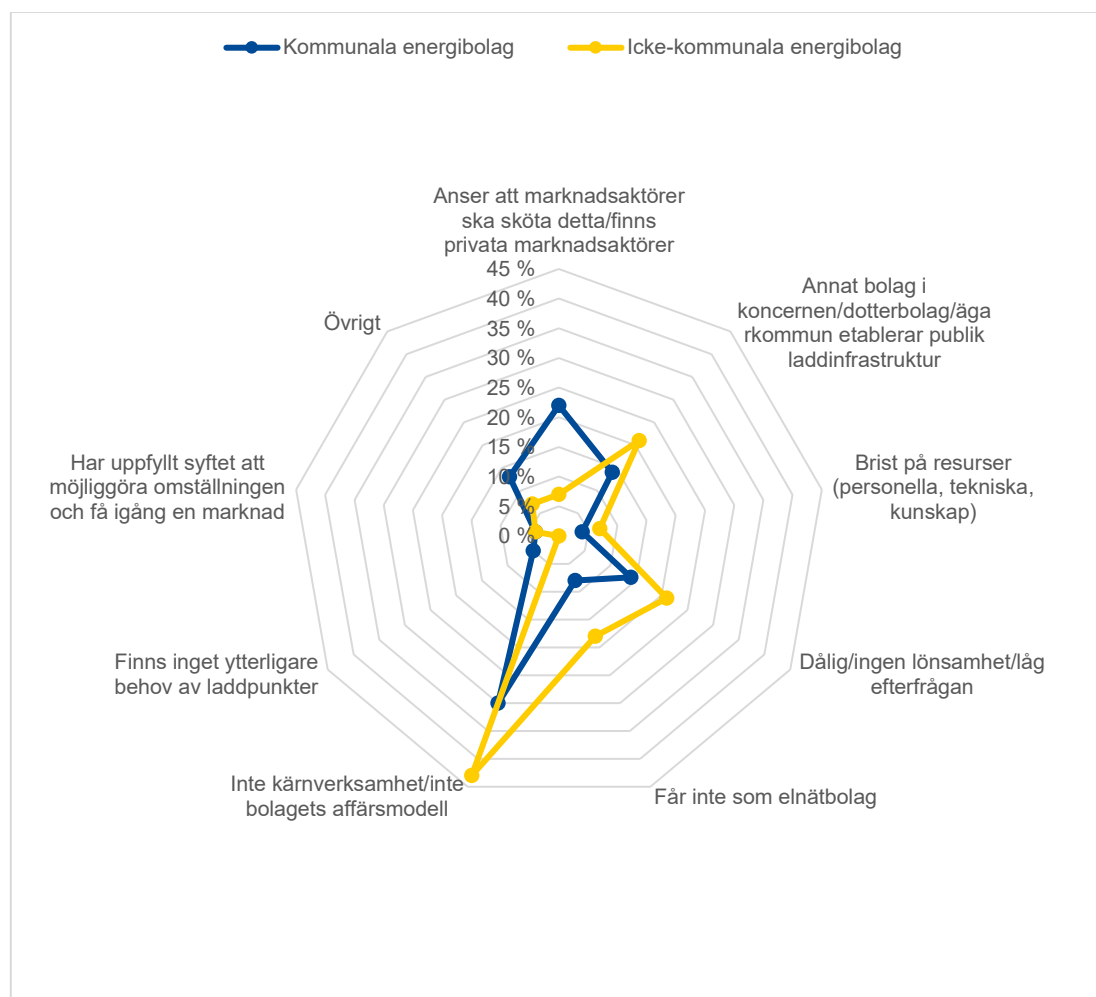 Kommunala energibolag
Icke-kommunala energibolag
Anser att marknadsaktörer
ska sköta detta/finns
privata marknadsaktörer
45 %
40 %
35 %
30 %
25 %
20 %
15 %
10 %
5 %
0 %
Annat bolag i
koncernen/dotterbolag/äga
rkommun etablerar publik
laddinfrastruktur
Brist på resurser
(personella, tekniska,
kunskap)
Dålig/ingen lönsamhet/låg
efterfrågan
Får inte som elnätbolag
Inte kärnverksamhet/inte
bolagets affärsmodell
Finns inget ytterligare
behov av laddpunkter
Har uppfyllt syftet att
möjliggöra omställningen
och få igång en marknad
Övrigt